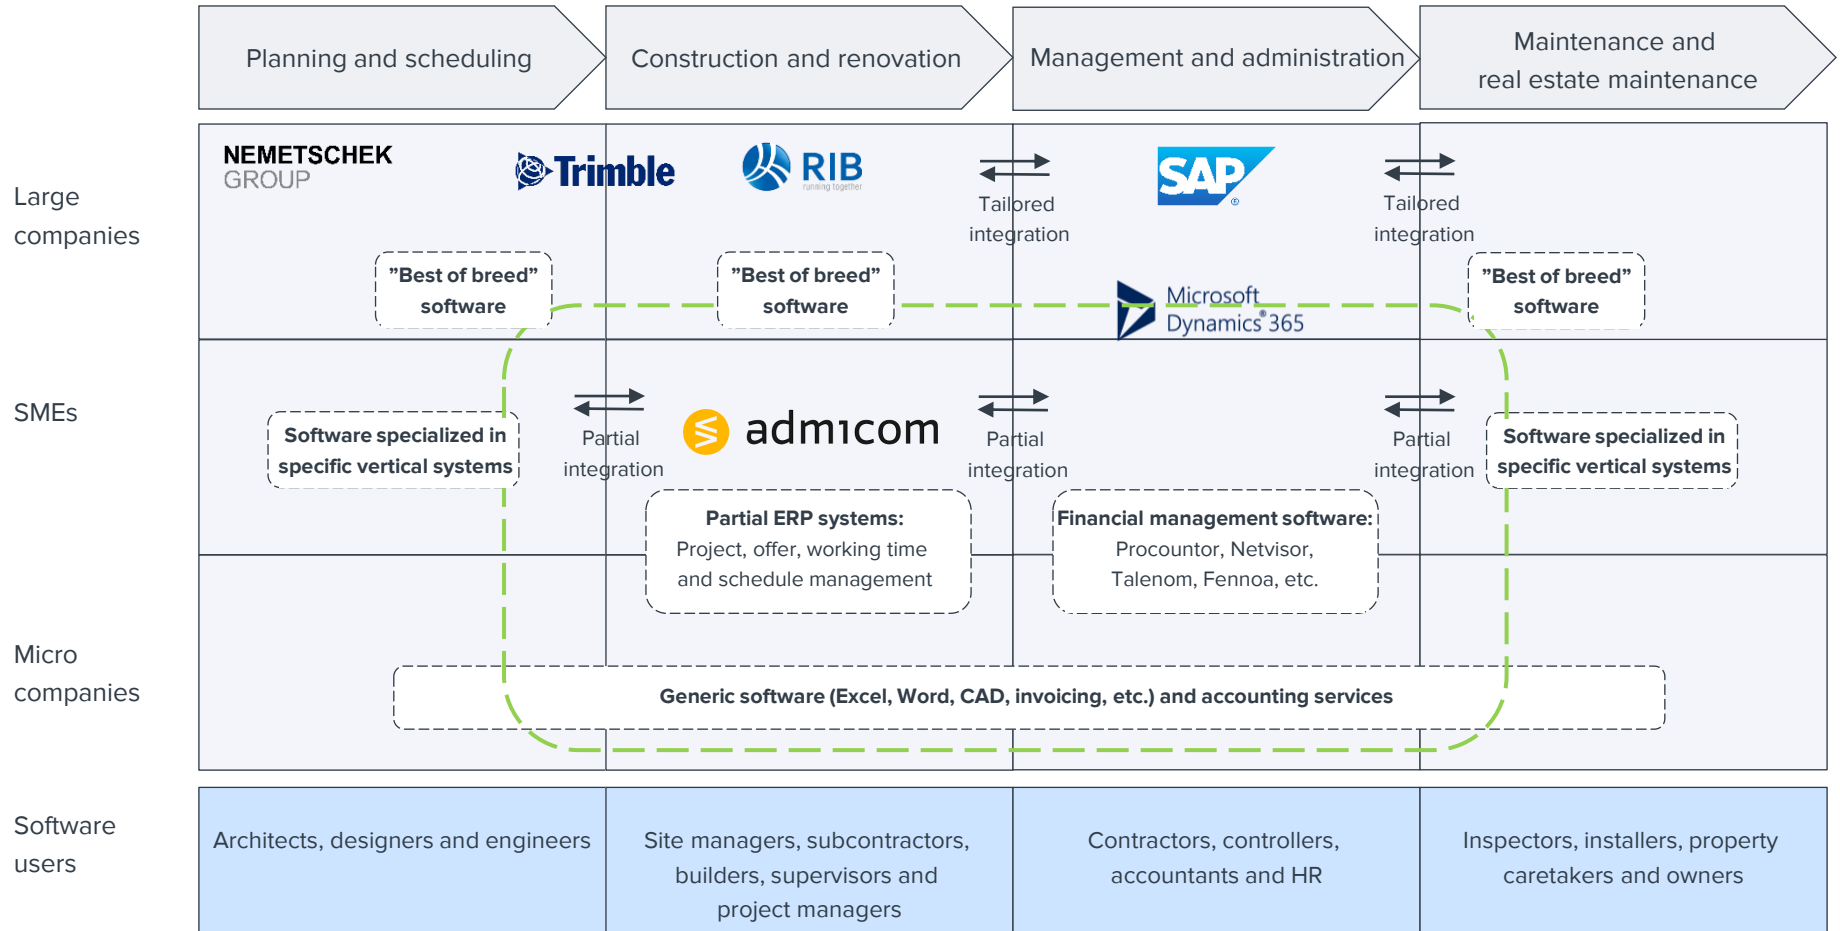 Planning and scheduling
Construction and renovation
Management and administration
Maintenance and
real estate maintenance
Large
companies
NEMETSCHEK
GROUP
Trimble
RIB
running together
Tailored
integration
SAP
®
Tailored
integration
”Best of breed”
software
”Best of breed”
software
Microsoft
Dynamics® 365
”Best of breed”
software
SMEs
Software specialized in
specific vertical systems
Partial
integration
admicom
Partial
integration
Partial
integration
Software specialized in
specific vertical systems
Partial ERP systems:
Project, offer, working time
and schedule management
Financial management software:
Procountor, Netvisor,
Talenom, Fennoa, etc.
Micro
companies
Generic software (Excel, Word, CAD, invoicing, etc.) and accounting services
Software
users
Architects, designers and engineers
Site managers, subcontractors,
builders, supervisors and
project managers
Contractors, controllers,
accountants and HR
Inspectors, installers, property
caretakers and owners